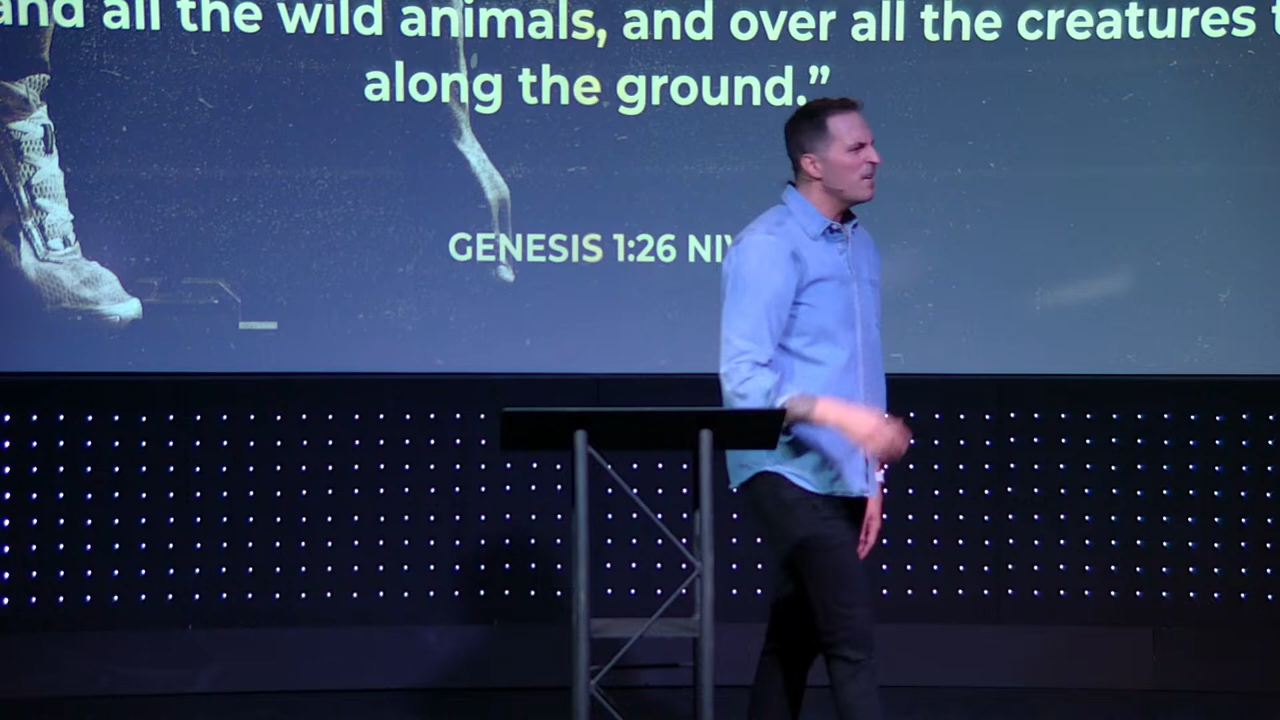 and all the wild animals, and over all the creatures
along the ground.”
GENESIS 1:26